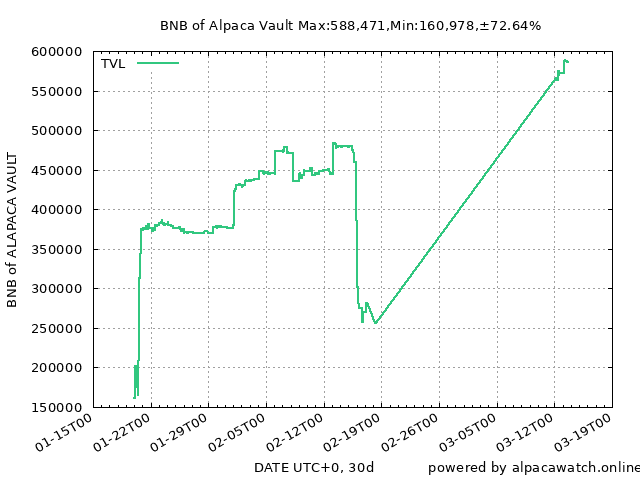 BNB of Alpaca Vault Max:588,471,Min:160,978,±72.64%
TVL
BNB of ALAPACA VAULT
600000
550000
500000
450000
400000
350000
300000
250000
200000
150000
01-15T00
01-22T00
01-29T00
02-05T00
02-12T00
02-19T00
02-26T00
03-05T00
03-12T00
03-19T00
DATE UTC+0, 30d
powered by alpacawatch.online